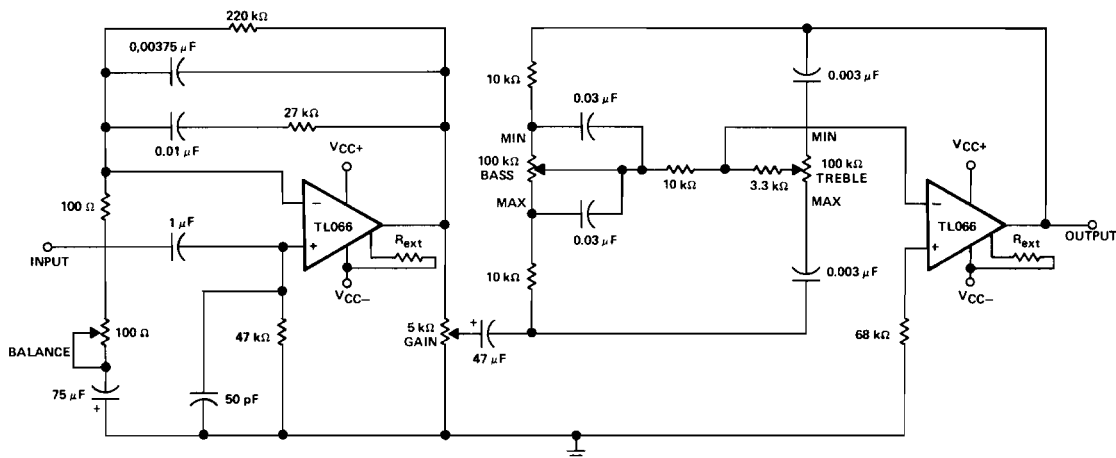 220 kΩ
0,00375 μF
27 kΩ
0.01 μF
VCC+
100 Ω
1 μF
TL066
−
+
INPUT
Rext
VCC−
100 Ω
BALANCE
47 kΩ
75 μF
+
50 pF
5 kΩ
GAIN
+
47 μF
10 kΩ
0.03 μF
0.003 μF
MIN
MIN
100 kΩ
BASS
10 kΩ
3.3 kΩ
100 kΩ
TREBLE
MAX
MAX
0.03 μF
10 kΩ
0.003 μF
VCC+
−
TL066
+
OUTPUT
Rext
VCC−
68 kΩ